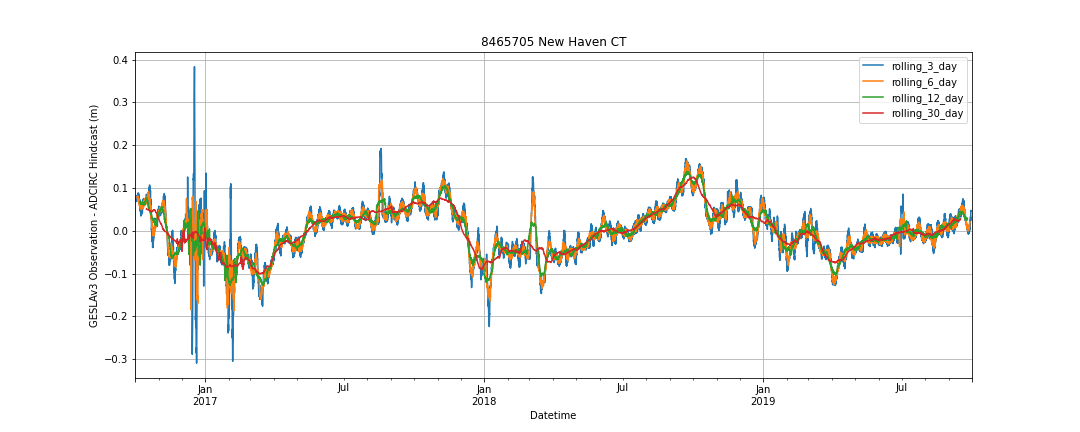 8465705 New Haven CT
rolling_3_day
rolling_6_day
rolling_12_day
rolling_30_day
GESLAv3 Observation - ADCIRC Hindcast (m)
0.4
0.3
0.2
0.1
0.0
−0.1
−0.2
−0.3
Jan Jul Jan Jul Jan Jul
2017 2018 2019
Datetime